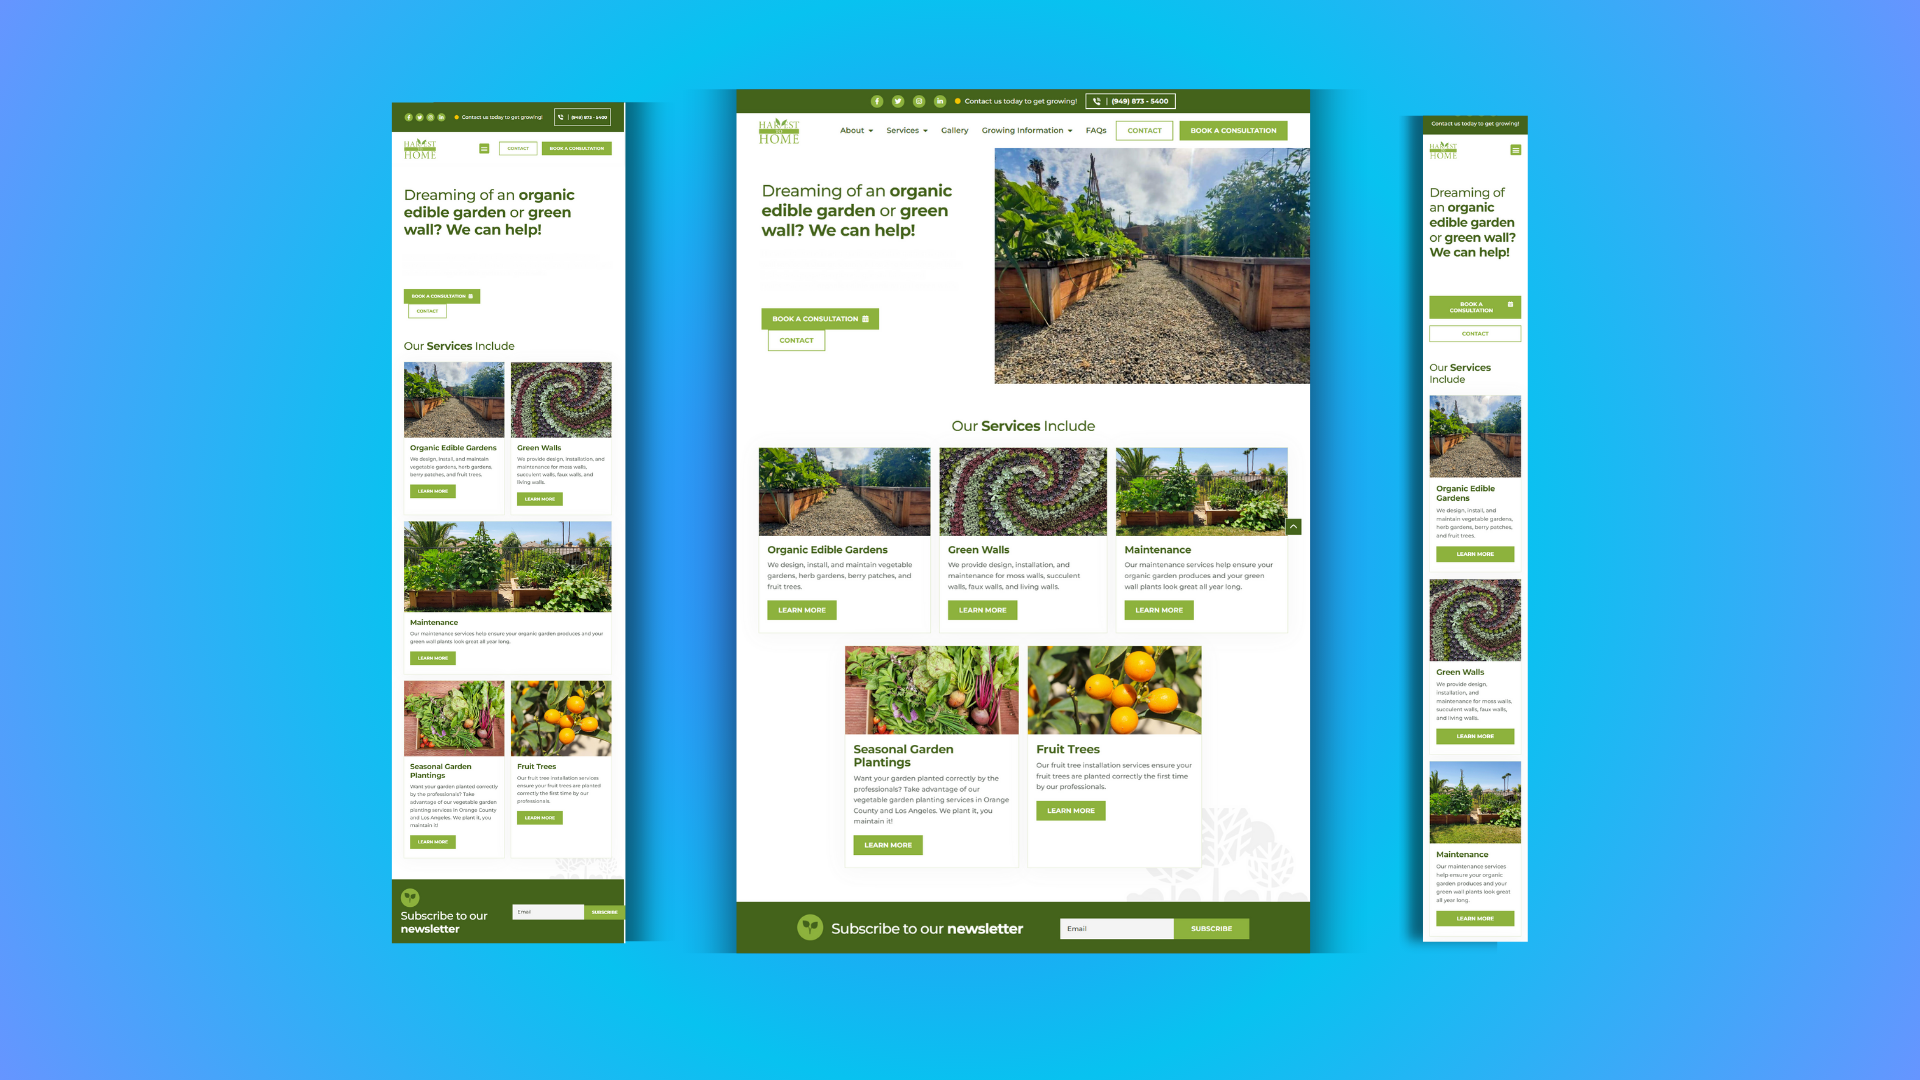 Contact us today to get growing!
(949) 873 - 5400
HARVEST
TO
HOME
CONTACT
BOOK A CONSULTATION
Dreaming of an organic
edible garden or green
wall? We can help!
BOOK A CONSULTATION
CONTACT
Our Services Include
Organic Edible Gardens
We design, install, and maintain
vegetable gardens, herb gardens,
berry patches, and fruit trees.
LEARN MORE
Green Walls
We provide design, installation, and
maintenance for moss walls,
succulent walls, faux walls, and
living walls.
LEARN MORE
Maintenance
Our maintenance services help ensure your organic garden produces and your
green wall plants look great all year long.
LEARN MORE
Seasonal Garden
Plantings
Want your garden planted correctly
by the professionals? Take
advantage of our vegetable garden
planting services in Orange County
and Los Angeles. We plant it, you
maintain it!
LEARN MORE
Fruit Trees
Our fruit tree installation services
ensure your fruit trees are planted
correctly the first time by our
professionals.
LEARN MORE
Subscribe to our
newsletter
Email
SUBSCRIBE
Contact us today to get growing!
(949) 873 - 5400
HARVEST
TO
HOME
About
Services
Gallery
Growing Information
FAQs
CONTACT
BOOK A CONSULTATION
Dreaming of an organic
edible garden or green
wall? We can help!
BOOK A CONSULTATION
CONTACT
Our Services Include
Organic Edible Gardens
We design, install, and maintain vegetable
gardens, herb gardens, berry patches, and
fruit trees.
LEARN MORE
Green Walls
We provide design, installation, and
maintenance for moss walls, succulent
walls, faux walls, and living walls.
LEARN MORE
Maintenance
Our maintenance services help ensure your
organic garden produces and your green
wall plants look great all year long.
LEARN MORE
Seasonal Garden
Plantings
Want your garden planted correctly by the
professionals? Take advantage of our
vegetable garden planting services in Orange
County and Los Angeles. We plant it, you
maintain it!
LEARN MORE
Fruit Trees
Our fruit tree installation services ensure your
fruit trees are planted correctly the first time
by our professionals.
LEARN MORE
Subscribe to our newsletter
Email
SUBSCRIBE
Contact us today to get growing!
HARVEST
TO
HOME
Dreaming of
an organic
edible garden
or green wall?
We can help!
BOOK A
CONSULTATION
CONTACT
Our Services
Include
Organic Edible
Gardens
We design, install, and
maintain vegetable gardens,
herb gardens, berry patches,
and fruit trees.
LEARN MORE
Green Walls
We provide design,
installation, and
maintenance for moss walls,
succulent walls, faux walls,
and living walls.
LEARN MORE
Maintenance
Our maintenance services
help ensure your organic
garden produces and your
green wall plants look great
all year long.
LEARN MORE